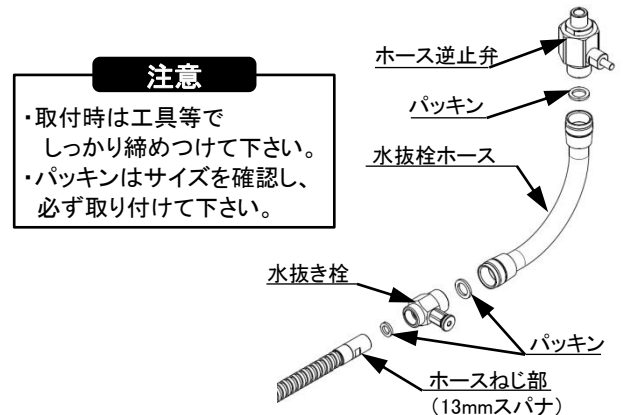 注意
・取付時は工具等で
しっかり締めつけて下さい。
・パッキンはサイズを確認し、
必ず取り付けて下さい。
ホース逆止弁
パッキン
水抜栓ホース
水抜き栓
パッキン
ホースねじ部
（13mmスパナ）